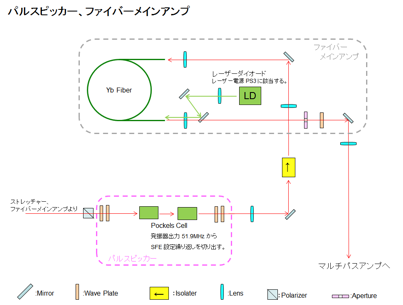 パルスピッカー、ファイバーメインアンプ
ファイバー
メインアンプ
レーザーダイオード
レーザー電源 PS3 に該当する。
Yb Fiber
LD
ストレッチャー、
ファイバーメインアンプより
Pockels Cell
発振器出力 51.9MHz から
SFE 設定繰り返を切り出す。
パルスピッカー
マルチパスアンプへ
:Mirror
:Wave Plate
:Isolater
:Lens
:Polarizer
:Aperture